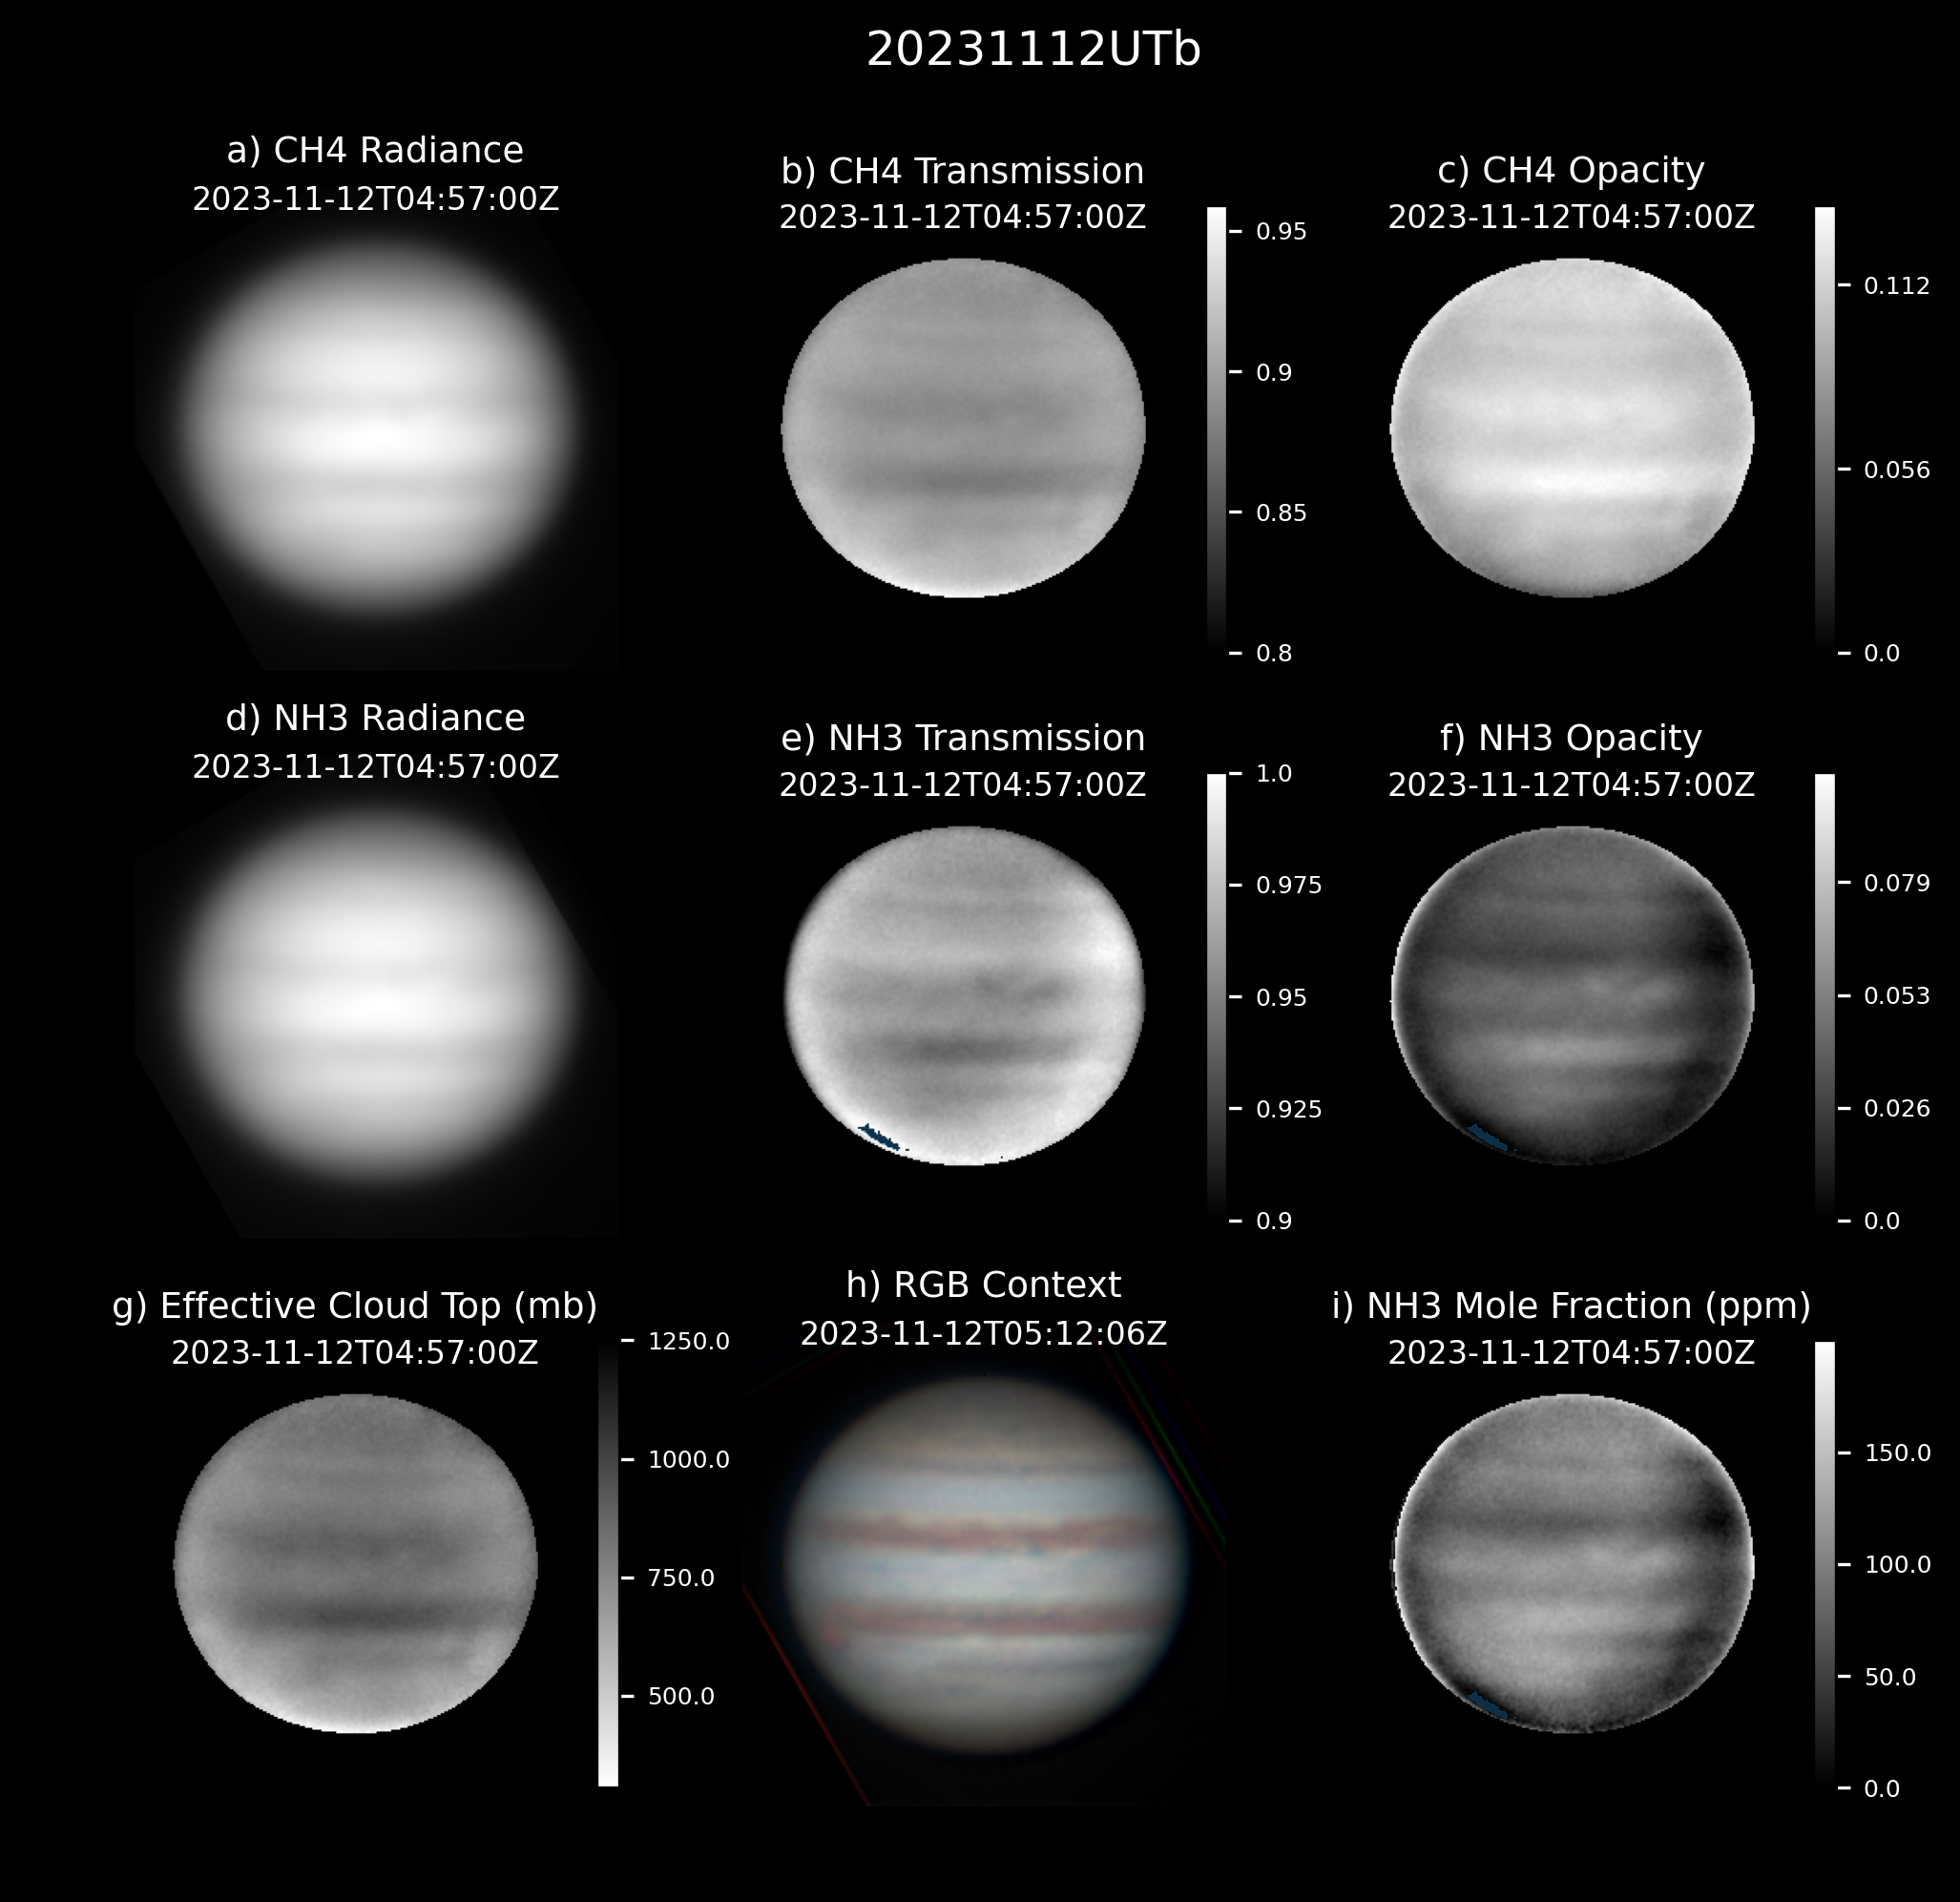 20231112UTb
a) CH4 Radiance
2023-11-12T04:57:00Z
b) CH4 Transmission
2023-11-12T04:57:00Z
0.95
0.9
0.85
0.8
c) CH4 Opacity
2023-11-12T04:57:00Z
0.112
0.056
0.0
d) NH3 Radiance
2023-11-12T04:57:00Z
e) NH3 Transmission
2023-11-12T04:57:00Z
1.0
0.975
0.95
0.925
0.9
f) NH3 Opacity
2023-11-12T04:57:00Z
0.079
0.053
0.026
0.0
g) Effective Cloud Top (mb)
2023-11-12T04:57:00Z
1250.0
1000.0
750.0
500.0
h) RGB Context
2023-11-12T05:12:06Z
i) NH3 Mole Fraction (ppm)
2023-11-12T04:57:00Z
150.0
100.0
50.0
0.0